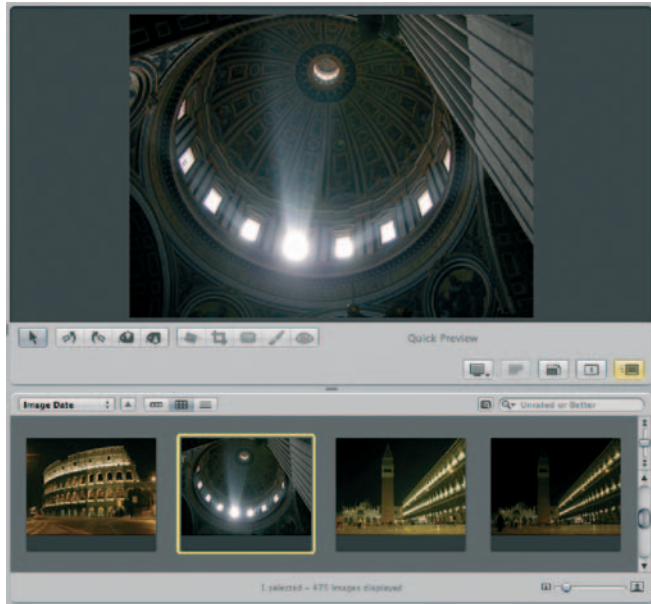 Quick Preview
Image Date
Unrated or Better
1 selected – 475 images displayed